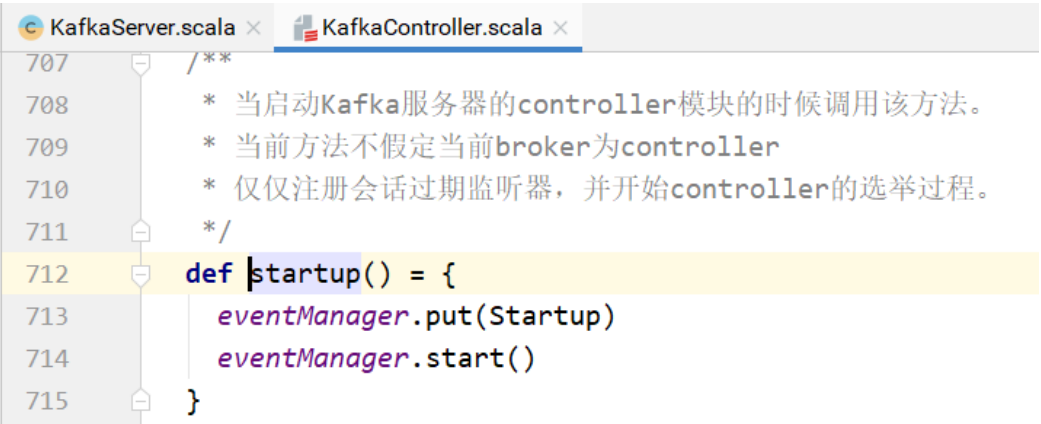 KafkaServer.scala × KafkaController.scala ×
707 /**
708 * 当启动Kafka服务器的controller模块的时候调用该方法。
709 * 当前方法不假定当前broker为controller
710 * 仅仅注册会话过期监听器，并开始controller的选举过程。
711 */
712 def startup() = {
713 eventManager.put(Startup)
714 eventManager.start()
715 }